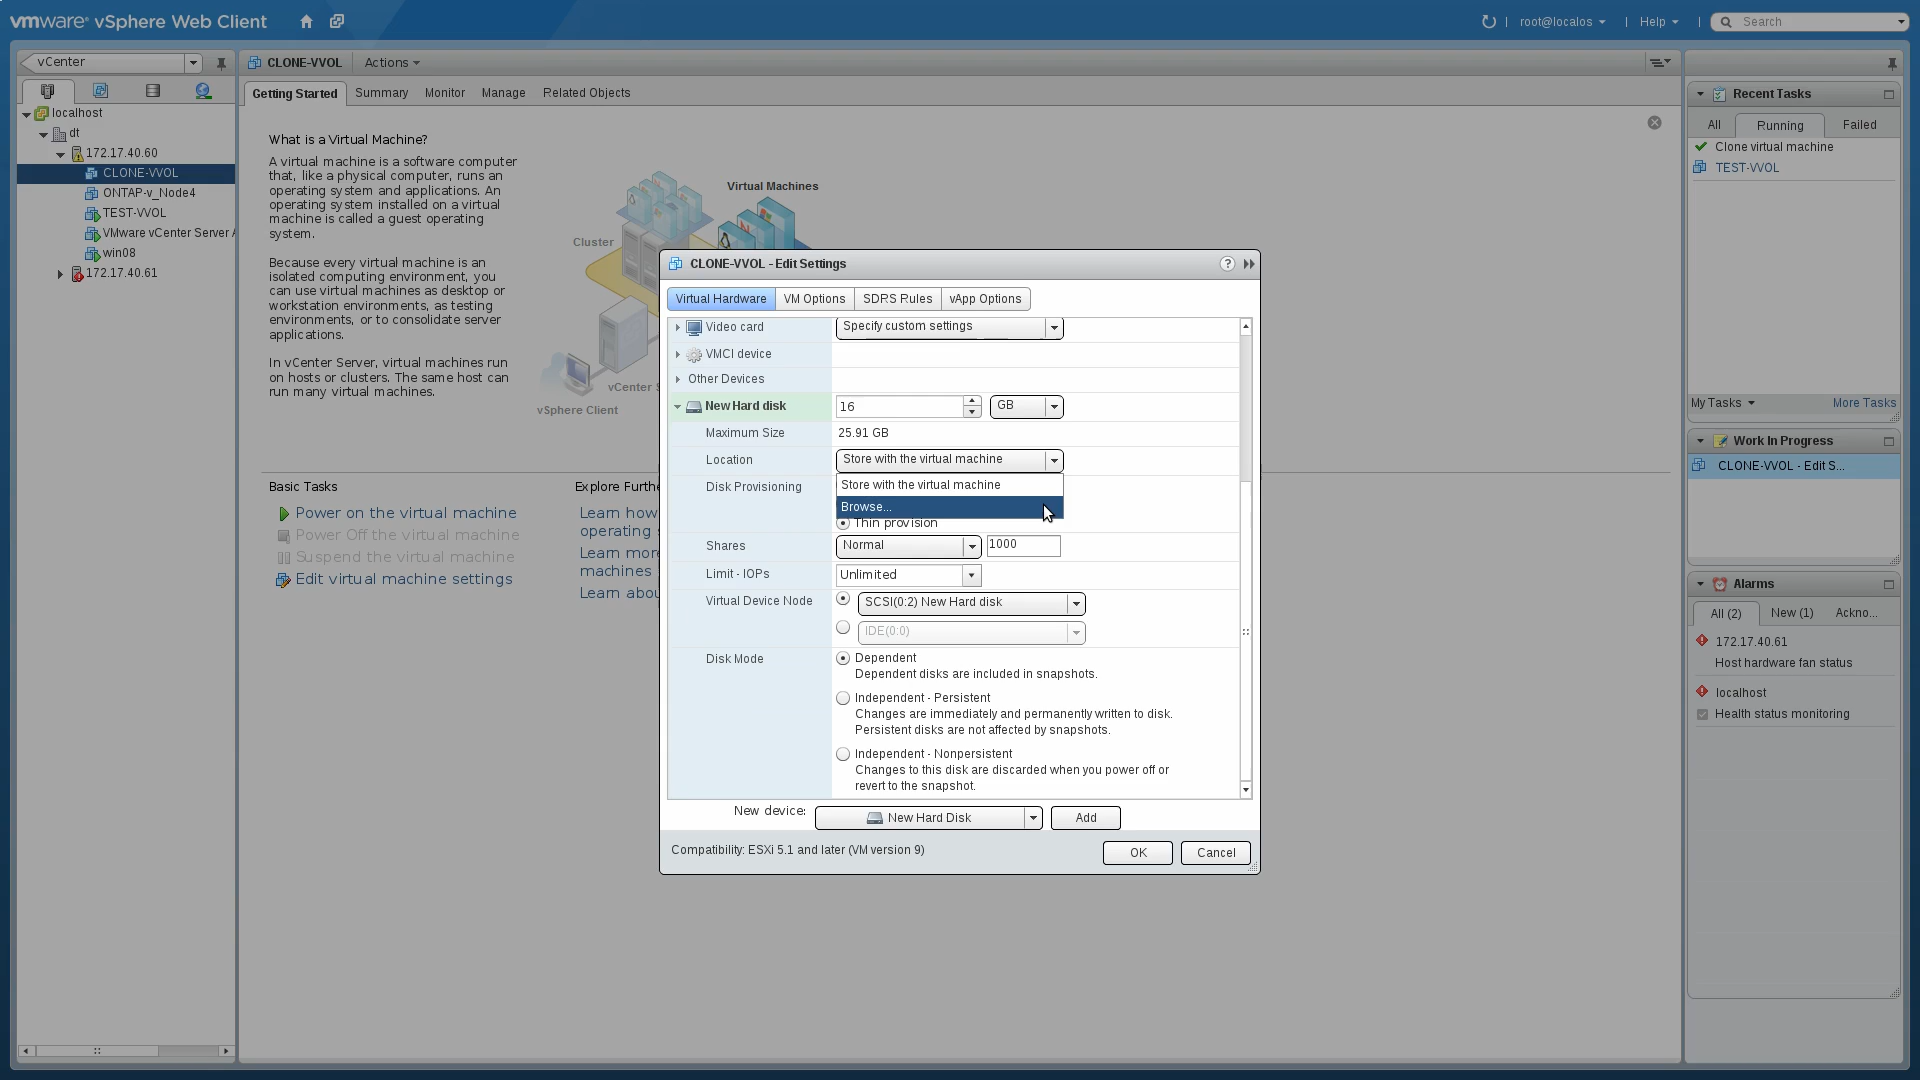 vmware® vSphere Web Client
root@localos
Help
Search
vCenter
localhost
dt
172.17.40.60
CLONE-VVOL
ONTAP-v_Node4
TEST-VVOL
VMware vCenter Server
win08
172.17.40.61
CLONE-VVOL
Actions
Getting Started
Summary
Monitor
Manage
Related Objects
What is a Virtual Machine?
A virtual machine is a software computer
that, like a physical computer, runs an
operating system and applications. An
operating system installed on a virtual
machine is called a guest operating
system.
Because every virtual machine is an
isolated computing environment, you
can use virtual machines as desktop or
workstation environments, as testing
environments, or to consolidate server
applications.
In vCenter Server, virtual machines run
on hosts or clusters. The same host can
run many virtual machines.
Virtual Machines
Cluster
vCenter S
vSphere Client
Basic Tasks
Power on the virtual machine
Power Off the virtual machine
Suspend the virtual machine
Edit virtual machine settings
Explore Furthe
Learn how
operating s
Learn more
machines
Learn abou
CLONE-VVOL - Edit Settings
Virtual Hardware
VM Options
SDRS Rules
vApp Options
Video card
Specify custom settings
VMCI device
Other Devices
New Hard disk
16
GB
Maximum Size
25.91 GB
Location
Store with the virtual machine
Store with the virtual machine
Disk Provisioning
Browse...
Thin provision
Shares
Normal
1000
Limit - IOPs
Unlimited
Virtual Device Node
SCSI(0:2) New Hard disk
IDE(0:0)
Disk Mode
Dependent
Dependent disks are included in snapshots.
Independent - Persistent
Changes are immediately and permanently written to disk.
Persistent disks are not affected by snapshots.
Independent - Nonpersistent
Changes to this disk are discarded when you power off or
revert to the snapshot.
New device:
New Hard Disk
Add
Compatibility: ESXi 5.1 and later (VM version 9)
OK
Cancel
Recent Tasks
All
Running
Failed
Clone virtual machine
TEST-VVOL
My Tasks
More Tasks
Work In Progress
CLONE-VVOL - Edit S...
Alarms
All (2)
New (1)
Ackno...
172.17.40.61
Host hardware fan status
localhost
Health status monitoring